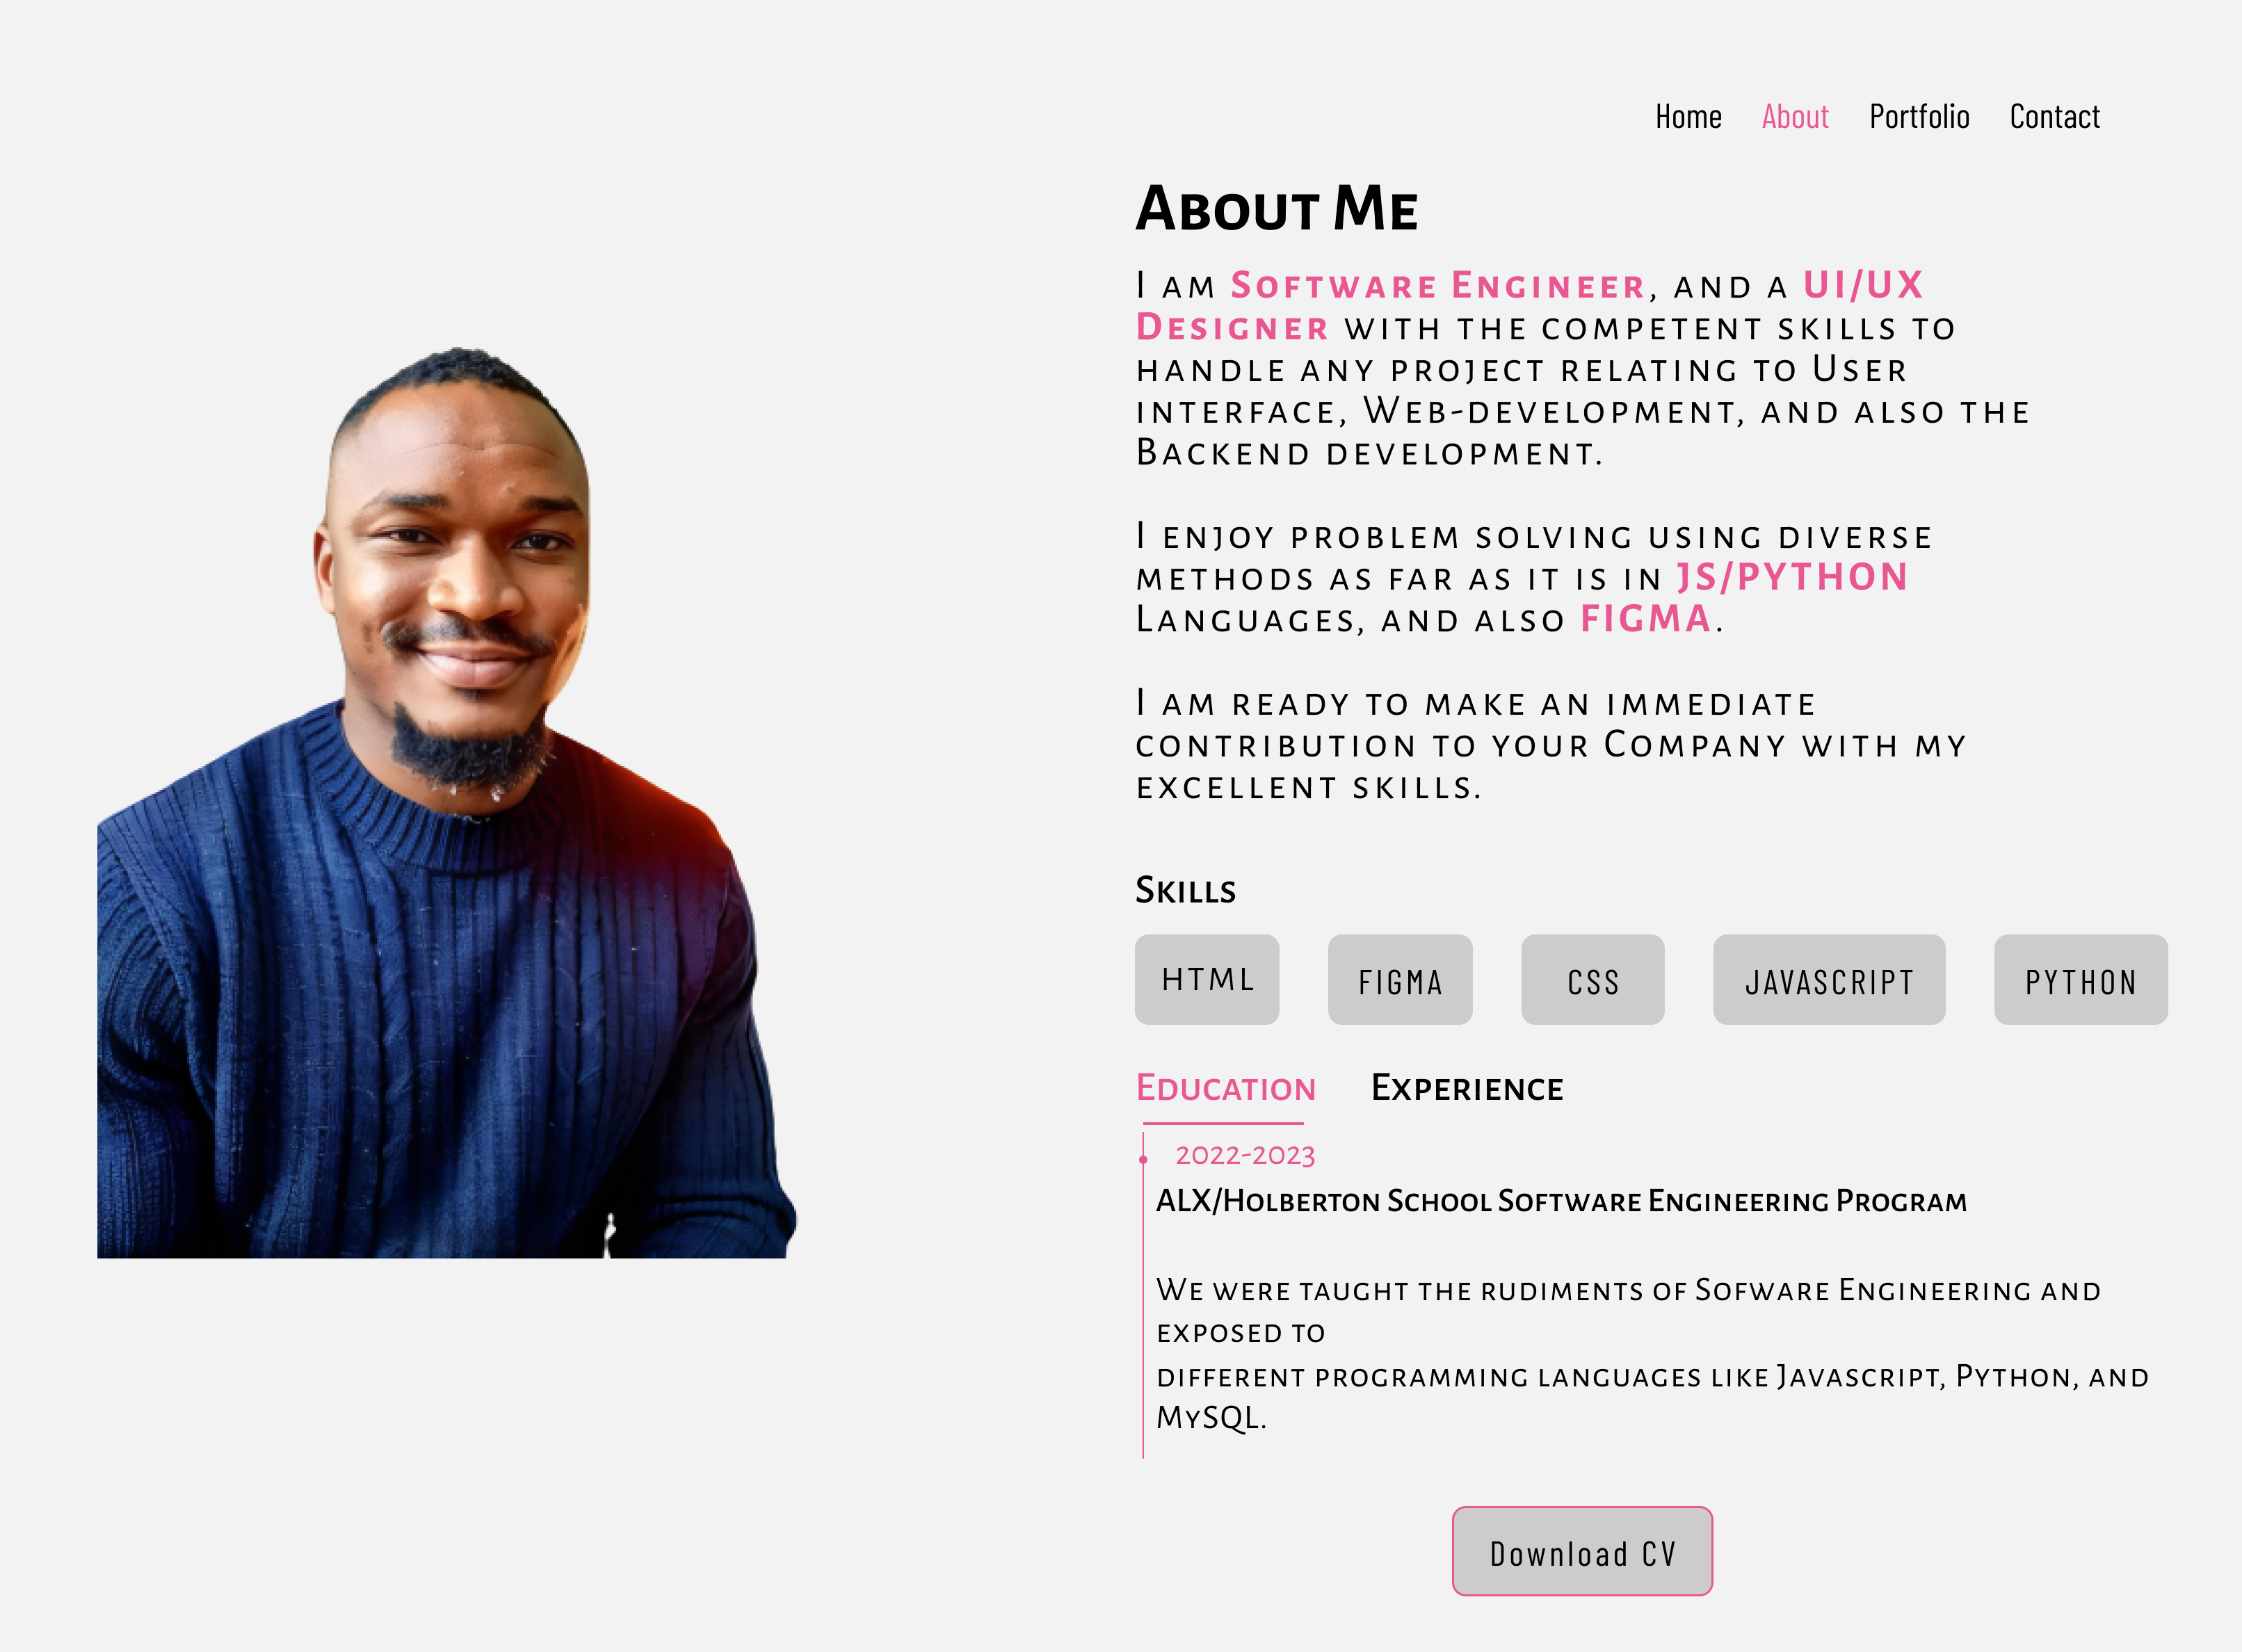 Home About Portfolio Contact
About Me
I am Software Engineer, and a UI/UX
Designer with the competent skills to
handle any project relating to User
interface, Web-development, and also the
Backend development.
I enjoy problem solving using diverse
methods as far as it is in JS/PYTHON
Languages, and also FIGMA.
I am ready to make an immediate
contribution to your Company with my
excellent skills.
Skills
HTML FIGMA CSS JAVASCRIPT PYTHON
Education Experience
2022-2023
ALX/Holberton School Software Engineering Program
We were taught the rudiments of Sofware Engineering and
exposed to
different programming languages like Javascript, Python, and
MySQL.
Download CV